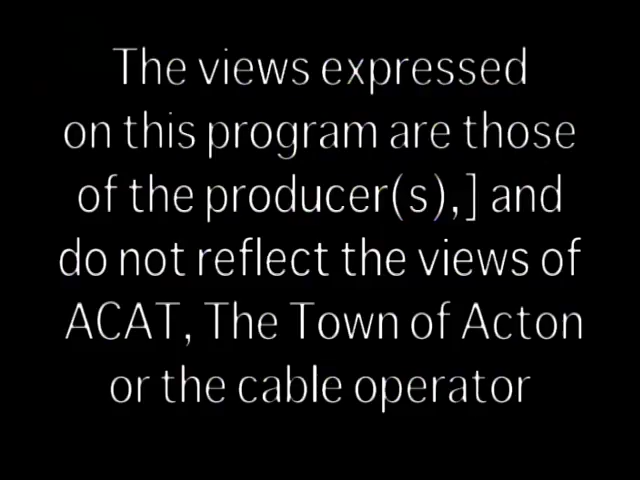 The views expressed
on this program are those
of the producer(s),] and
do not reflect the views of
ACAT, The Town of Acton
or the cable operator